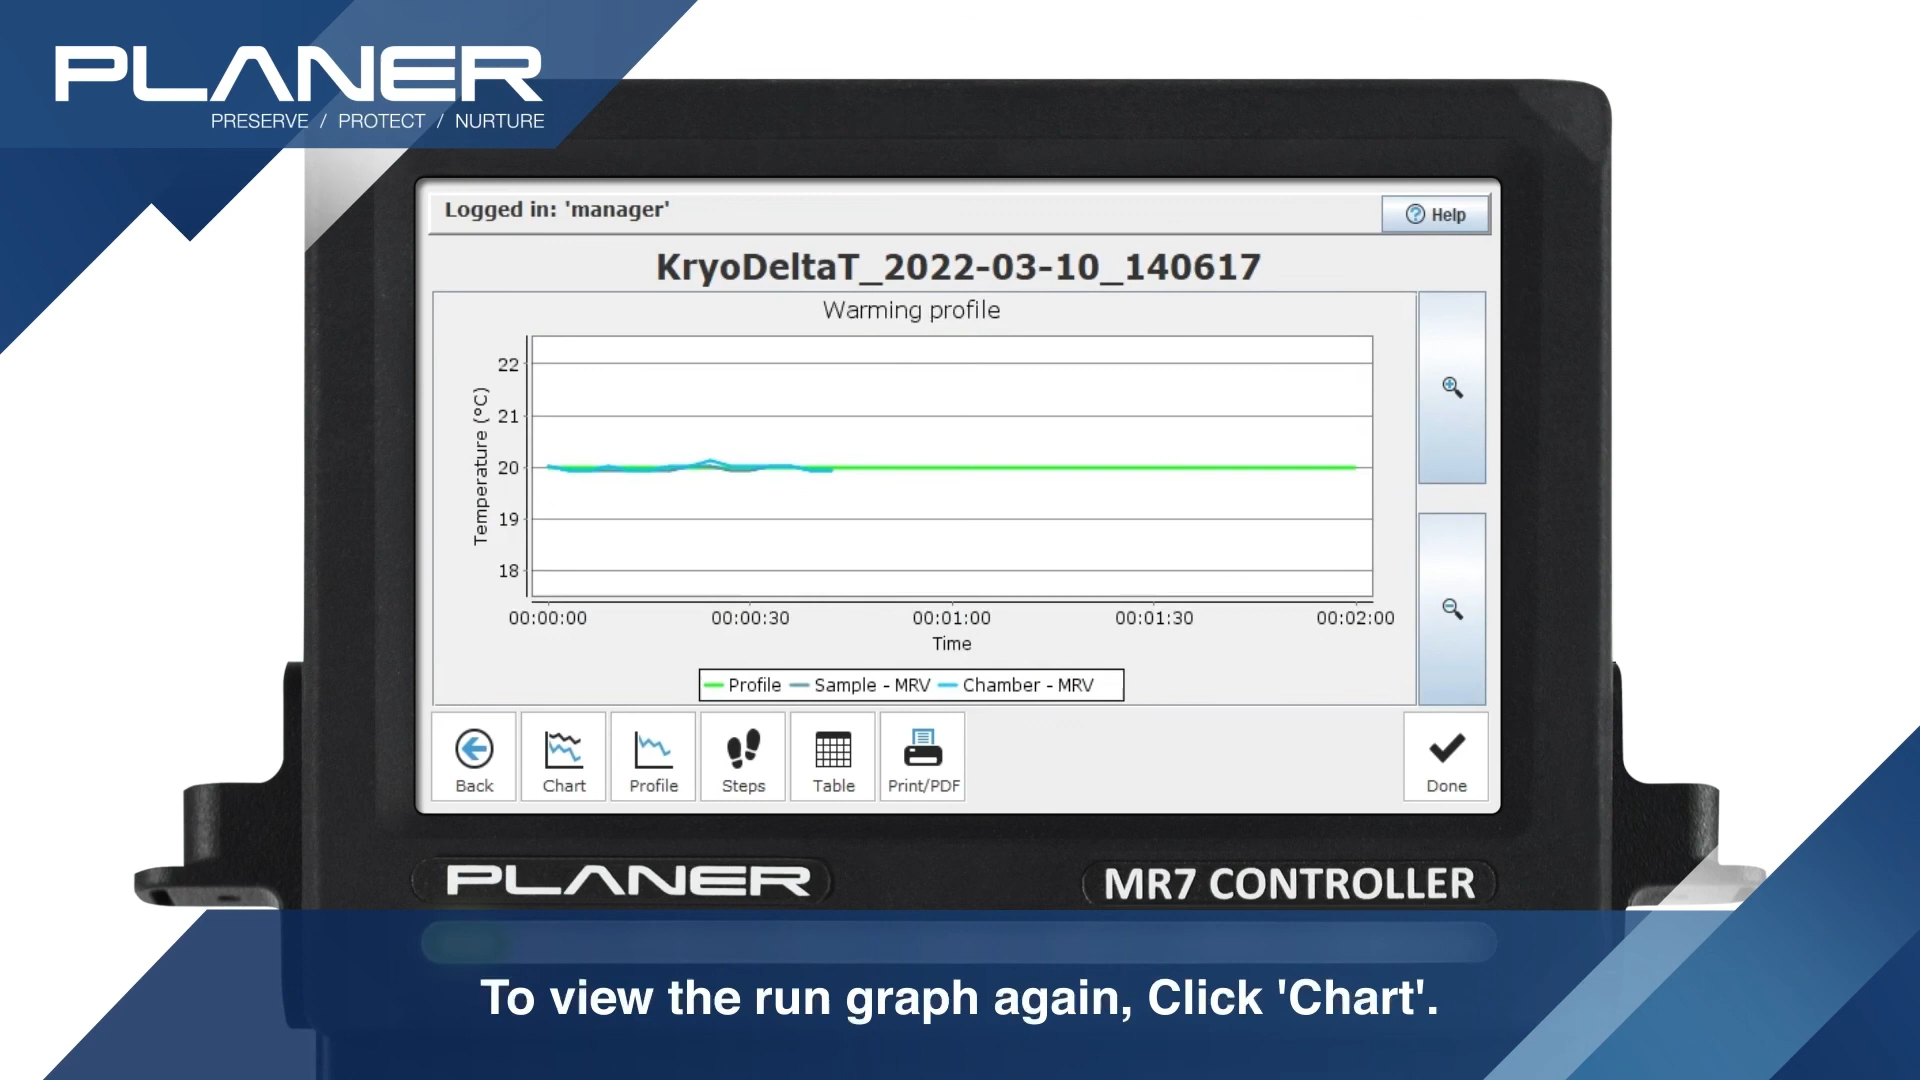 PLANER
PRESERVE / PROTECT / NURTURE
Logged in: 'manager'
Help
KryoDeltaT_2022-03-10_140617
Warming profile
Temperature (°C)
22
21
20
19
18
00:00:00 00:00:30 00:01:00 00:01:30 00:02:00
Time
Profile Sample - MRV Chamber - MRV
Back Chart Profile Steps Table Print/PDF Done
PLANER MR7 CONTROLLER
To view the run graph again, Click 'Chart'.